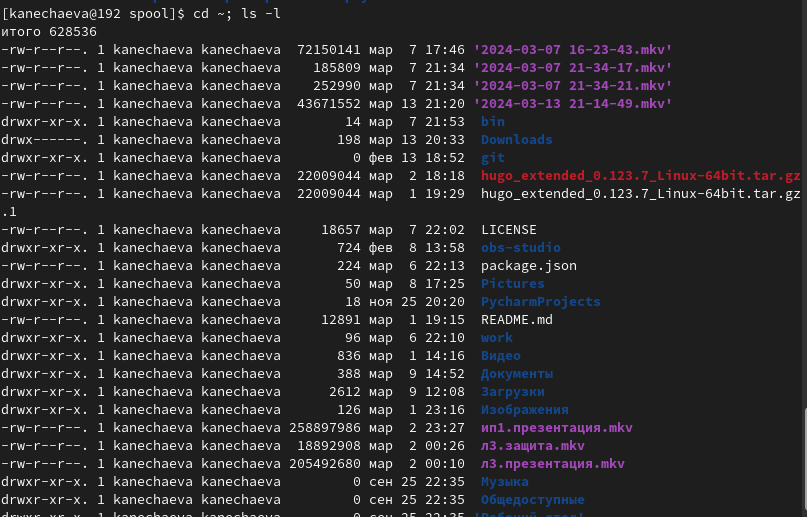 [kanechaeva@192 spool]$ cd ~; ls -l
итого 628536
-rw-r--r--. 1 kanechaeva kanechaeva  72150141 мар  7 17:46 '2024-03-07 16-23-43.mkv'
-rw-r--r--. 1 kanechaeva kanechaeva    185809 мар  7 21:34 '2024-03-07 21-34-17.mkv'
-rw-r--r--. 1 kanechaeva kanechaeva    252990 мар  7 21:34 '2024-03-07 21-34-21.mkv'
-rw-r--r--. 1 kanechaeva kanechaeva  43671552 мар 13 21:20 '2024-03-13 21-14-49.mkv'
drwxr-xr-x. 1 kanechaeva kanechaeva        14 мар  7 21:53  bin
drwx------. 1 kanechaeva kanechaeva       198 мар 13 20:33  Downloads
drwxr-xr-x. 1 kanechaeva kanechaeva         0 фев 13 18:52  git
-rw-r--r--. 1 kanechaeva kanechaeva  22009044 мар  2 18:18  hugo_extended_0.123.7_Linux-64bit.tar.gz
-rw-r--r--. 1 kanechaeva kanechaeva  22009044 мар  1 19:29  hugo_extended_0.123.7_Linux-64bit.tar.gz
.1
-rw-r--r--. 1 kanechaeva kanechaeva     18657 мар  7 22:02  LICENSE
drwxr-xr-x. 1 kanechaeva kanechaeva       724 фев  8 13:58  obs-studio
-rw-r--r--. 1 kanechaeva kanechaeva       224 мар  6 22:13  package.json
drwxr-xr-x. 1 kanechaeva kanechaeva        50 мар  8 17:25  Pictures
drwxr-xr-x. 1 kanechaeva kanechaeva        18 ноя 25 20:20  PycharmProjects
-rw-r--r--. 1 kanechaeva kanechaeva     12891 мар  1 19:15  README.md
drwxr-xr-x. 1 kanechaeva kanechaeva        96 мар  6 22:10  work
drwxr-xr-x. 1 kanechaeva kanechaeva       836 мар  1 14:16  Видео
drwxr-xr-x. 1 kanechaeva kanechaeva       388 мар  9 14:52  Документы
drwxr-xr-x. 1 kanechaeva kanechaeva      2612 мар  9 12:08  Загрузки
drwxr-xr-x. 1 kanechaeva kanechaeva       126 мар  1 23:16  Изображения
-rw-r--r--. 1 kanechaeva kanechaeva 258897986 мар  2 23:27  ип1.презентация.mkv
-rw-r--r--. 1 kanechaeva kanechaeva  18892908 мар  2 00:26  л3.защита.mkv
-rw-r--r--. 1 kanechaeva kanechaeva 205492680 мар  2 00:10  л3.презентация.mkv
drwxr-xr-x. 1 kanechaeva kanechaeva         0 сен 25 22:35  Музыка
drwxr-xr-x. 1 kanechaeva kanechaeva         0 сен 25 22:35  Общедоступные